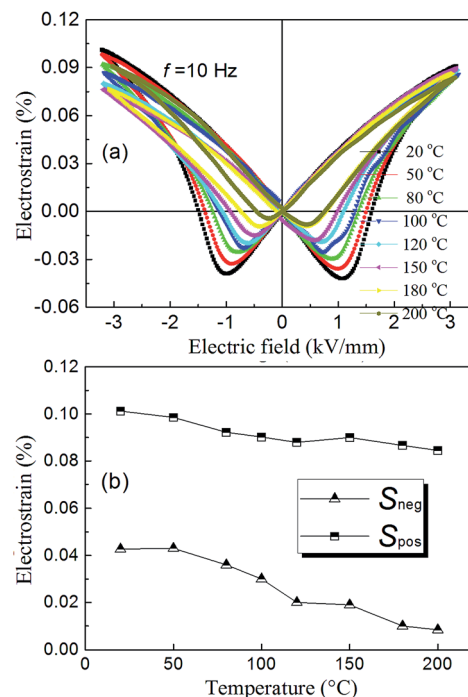 0.12
0.09
0.06
0.03
0.00
-0.03
-0.06
Electrostrain (%)
f =10 Hz
(a)
20 °C
50 °C
80 °C
100 °C
120 °C
150 °C
180 °C
200 °C
-3 -2 -1 0 1 2 3
Electric field (kV/mm)
0.12
0.10
0.08
0.06
0.04
0.02
0.00
Electrostrain (%)
(b)
Sneg
Spos
0 50 100 150 200
Temperature (°C)